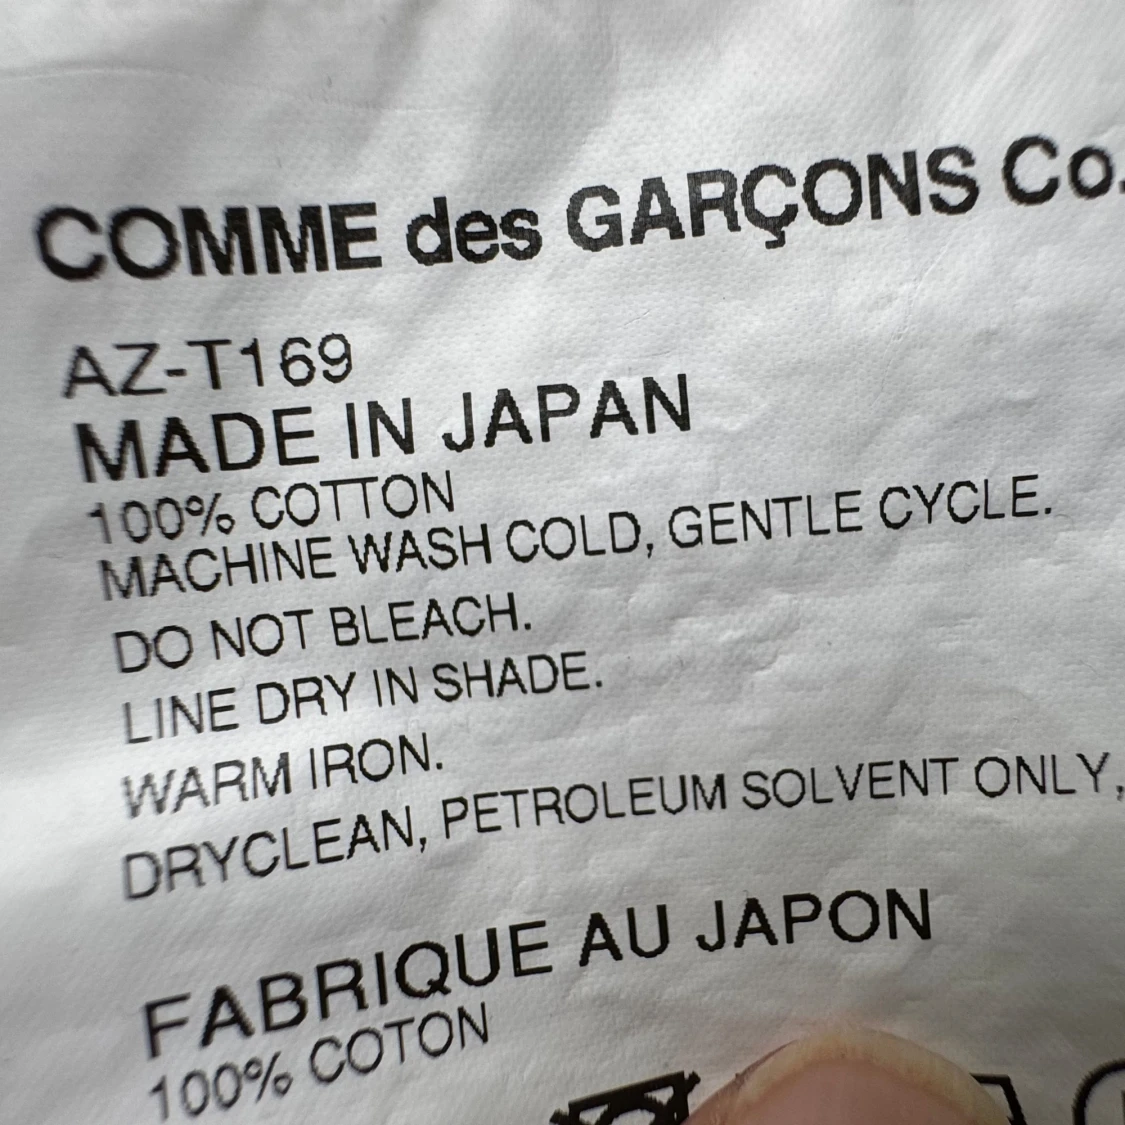 COMME des GARÇONS Co.
AZ-T169
MADE IN JAPAN
100% COTTON
MACHINE WASH COLD, GENTLE CYCLE.
DO NOT BLEACH.
LINE DRY IN SHADE.
WARM IRON.
DRYCLEAN, PETROLEUM SOLVENT ONLY,
FABRIQUE AU JAPON
100% COTON